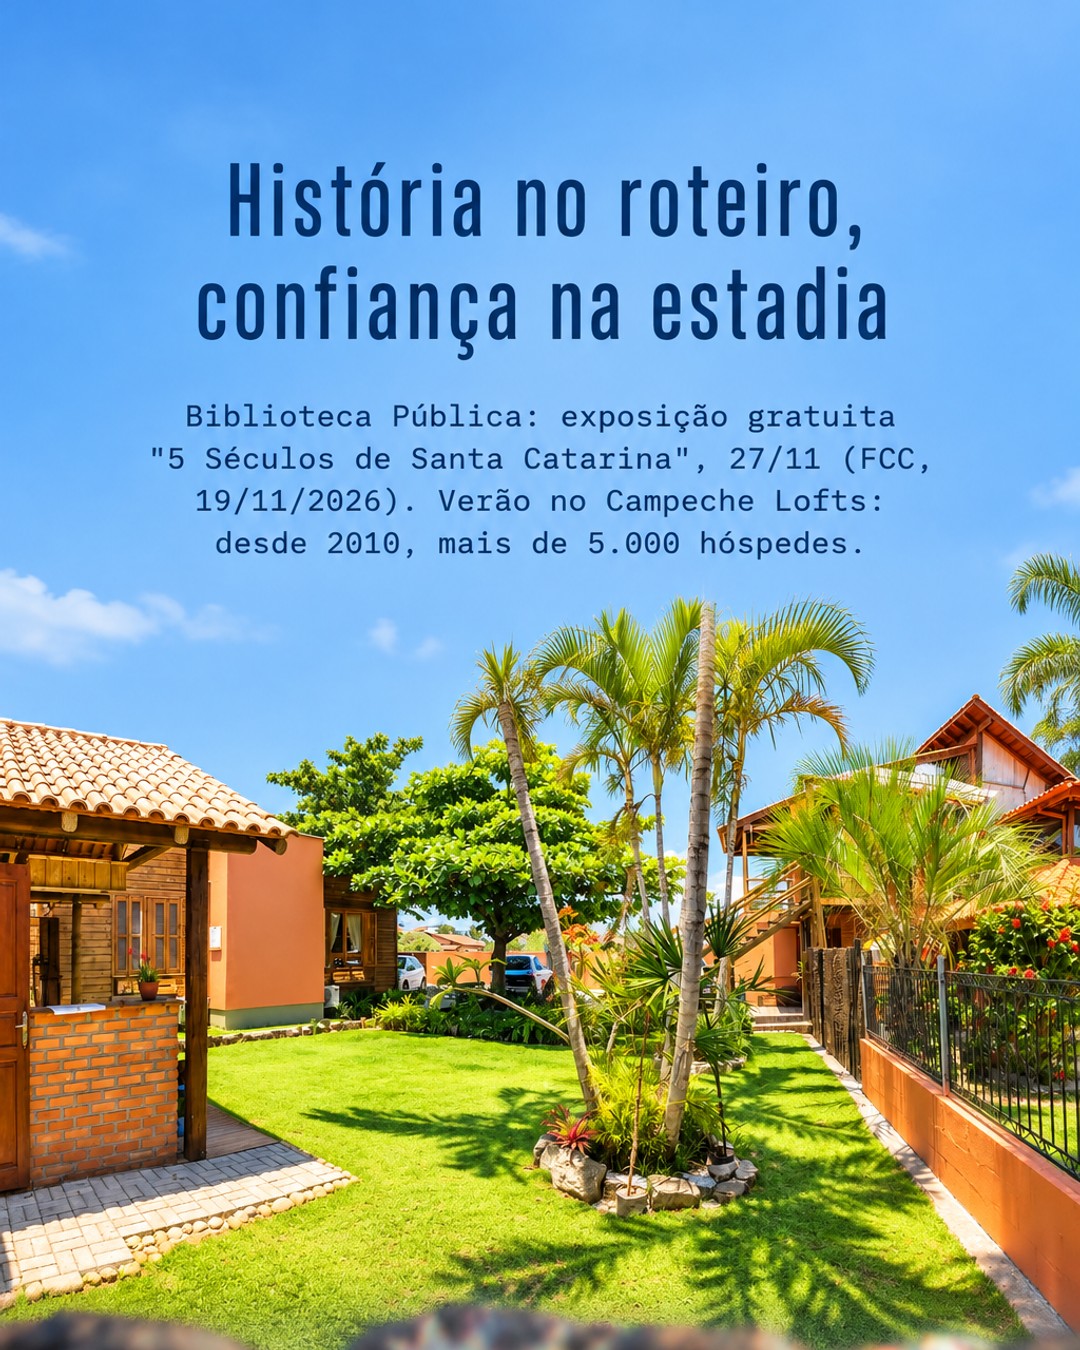 História no roteiro,
confiança na estadia
Biblioteca Pública: exposição gratuita
"5 Séculos de Santa Catarina", 27/11 (FCC,
19/11/2026). Verão no Campeche Lofts:
desde 2010, mais de 5.000 hóspedes.